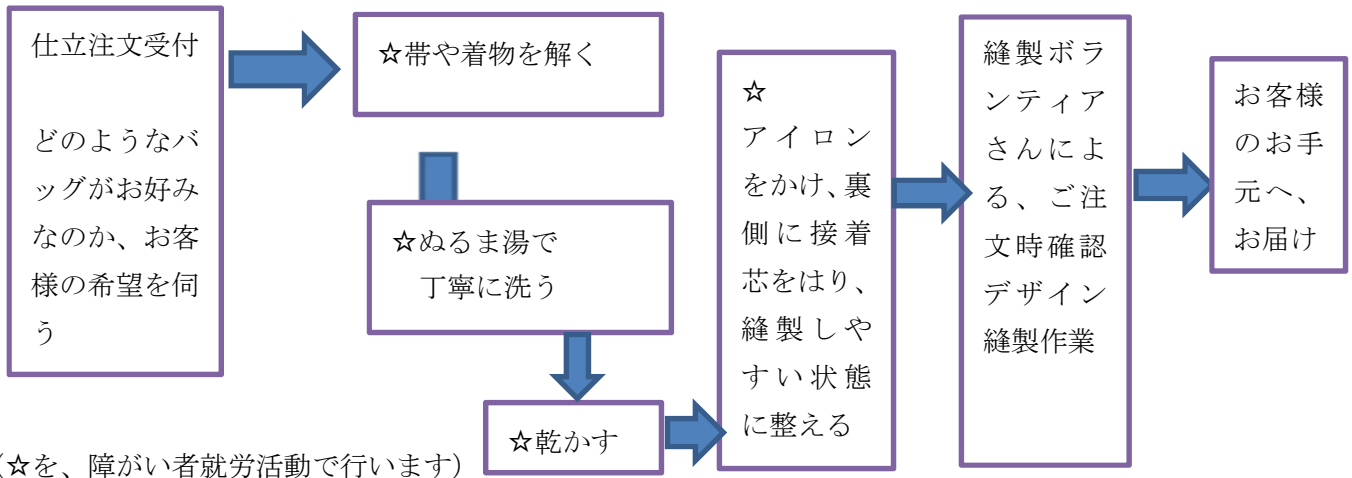 仕立注文受付
どのようなバ
ッグがお好み
なのか、お客
様の希望を伺
う
☆帯や着物を解く
☆ぬるま湯で
丁寧に洗う
☆乾かす
☆
アイロン
をかけ、裏
側に接着
芯をはり、
縫製しや
すい状態
に整える
縫製ボラ
ンティア
さんによ
る、ご注
文時確認
デザイン
縫製作業
お客様
のお手
元へ、
お届け
(☆を、障がい者就労活動で行います)